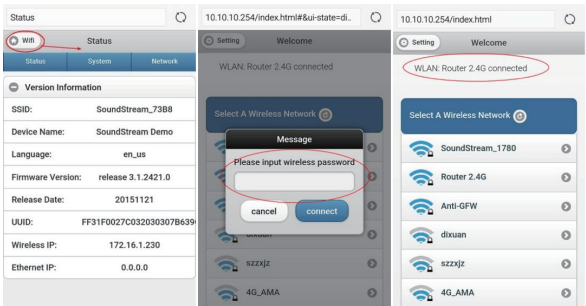 Status
Wifi
Status
Status
System
Network
Version Information
SSID:
SoundStream_73B8
Device Name:
SoundStream Demo
Language:
en_us
Firmware Version:
release 3.1.2421.0
Release Date:
20151121
UUID:
FF31F0027C032030307B639
Wireless IP:
172.16.1.230
Ethernet IP:
0.0.0.0
10.10.10.254/index.html#&ui-state=di..
Setting
Welcome
WLAN: Router 2.4G connected
Select A Wireless Network
Message
Please input wireless password
cancel
connect
dixuan
szzxjz
4G_AMA
10.10.10.254/index.html
Setting
Welcome
WLAN: Router 2.4G connected
Select A Wireless Network
SoundStream_1780
Router 2.4G
Anti-GFW
dixuan
szzxjz
4G_AMA